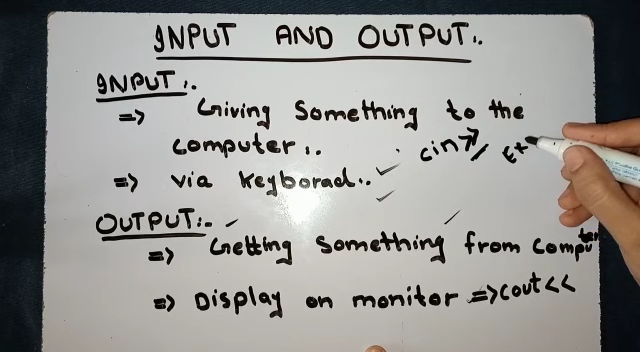 INPUT AND OUTPUT:.
INPUT:.
=> Giving Something to the
computer:.
cin>> / Ext
=> via Keyborad:.
OUTPUT:-
=> Getting Something from Computer
=> Display on monitor => cout<<